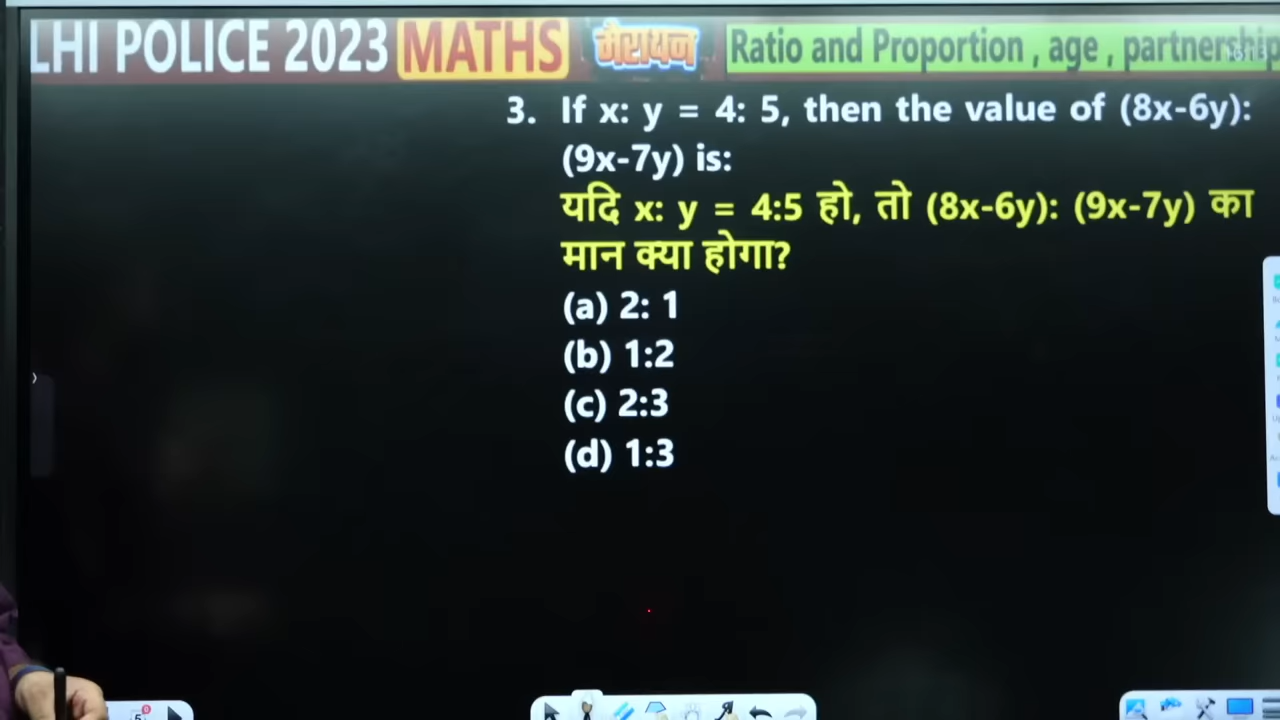 LHI POLICE 2023 MATHS मैराथन Ratio and Proportion , age , partnership
3. If x: y = 4: 5, then the value of (8x-6y):
(9x-7y) is:
यदि x: y = 4:5 हो, तो (8x-6y): (9x-7y) का
मान क्या होगा?
(a) 2: 1
(b) 1:2
(c) 2:3
(d) 1:3